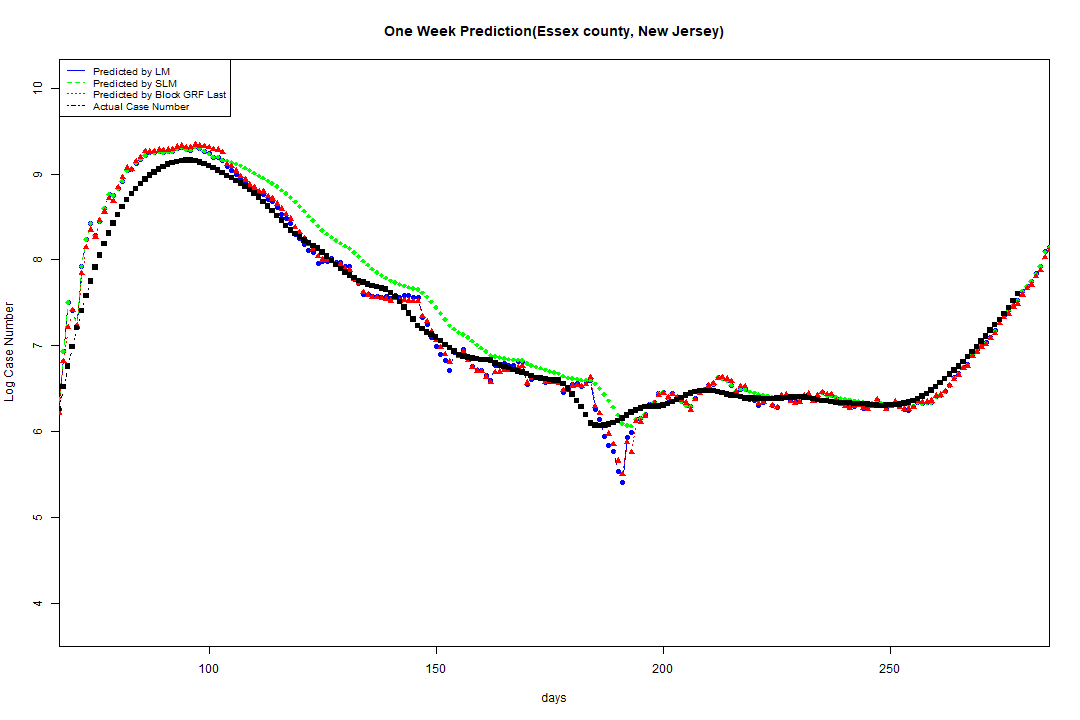 One Week Prediction(Essex county, New Jersey)
Predicted by LM
Predicted by SLM
Predicted by Block GRF Last
Actual Case Number
10
9
8
7
6
5
4
Log Case Number
100
150
200
250
days